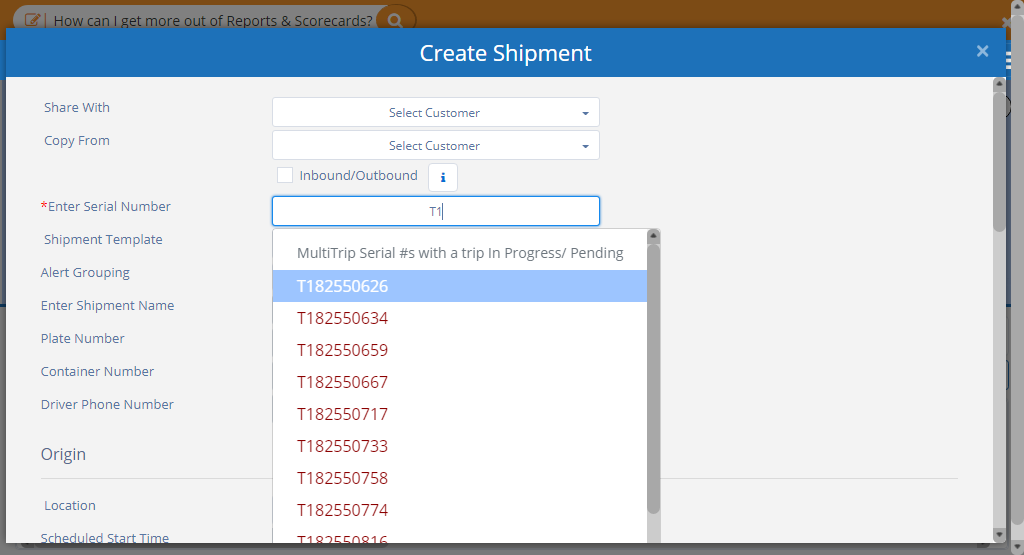 How can I get more out of Reports & Scorecards?
Create Shipment
Share With
Select Customer
Copy From
Select Customer
Inbound/Outbound
*Enter Serial Number
T1
Shipment Template
MultiTrip Serial #s with a trip In Progress/ Pending
Alert Grouping
T182550626
Enter Shipment Name
T182550634
Plate Number
T182550659
Container Number
T182550667
Driver Phone Number
T182550717
T182550733
Origin
T182550758
Location
T182550774
Scheduled Start Time
T182550816